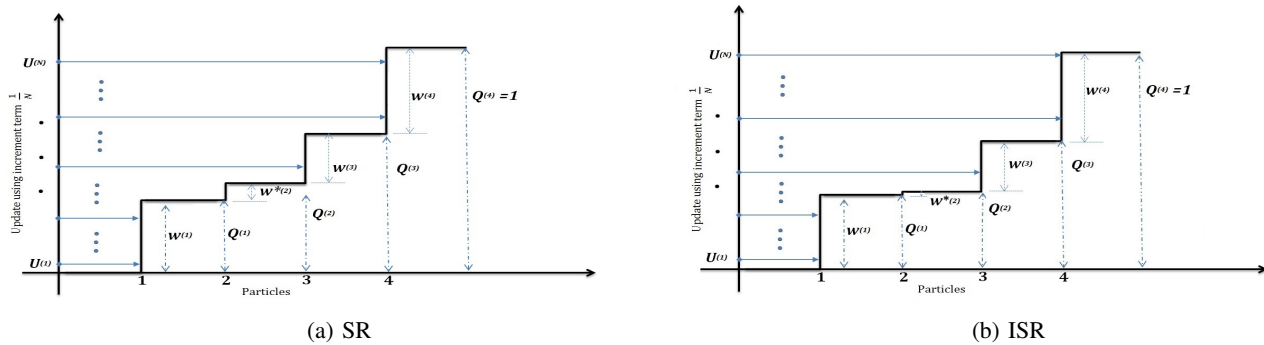 U(N)
Update using increment term 1/N
U(1)
w(1)
Q(1)
w*(2)
Q(2)
w(3)
Q(3)
w(4)
Q(4) =1
1 2 3 4
Particles
(a) SR
U(N)
Update using increment term 1/N
U(1)
w(1)
Q(1)
w*(2)
Q(2)
w(3)
Q(3)
w(4)
Q(4) =1
1 2 3 4
Particles
(b) ISR